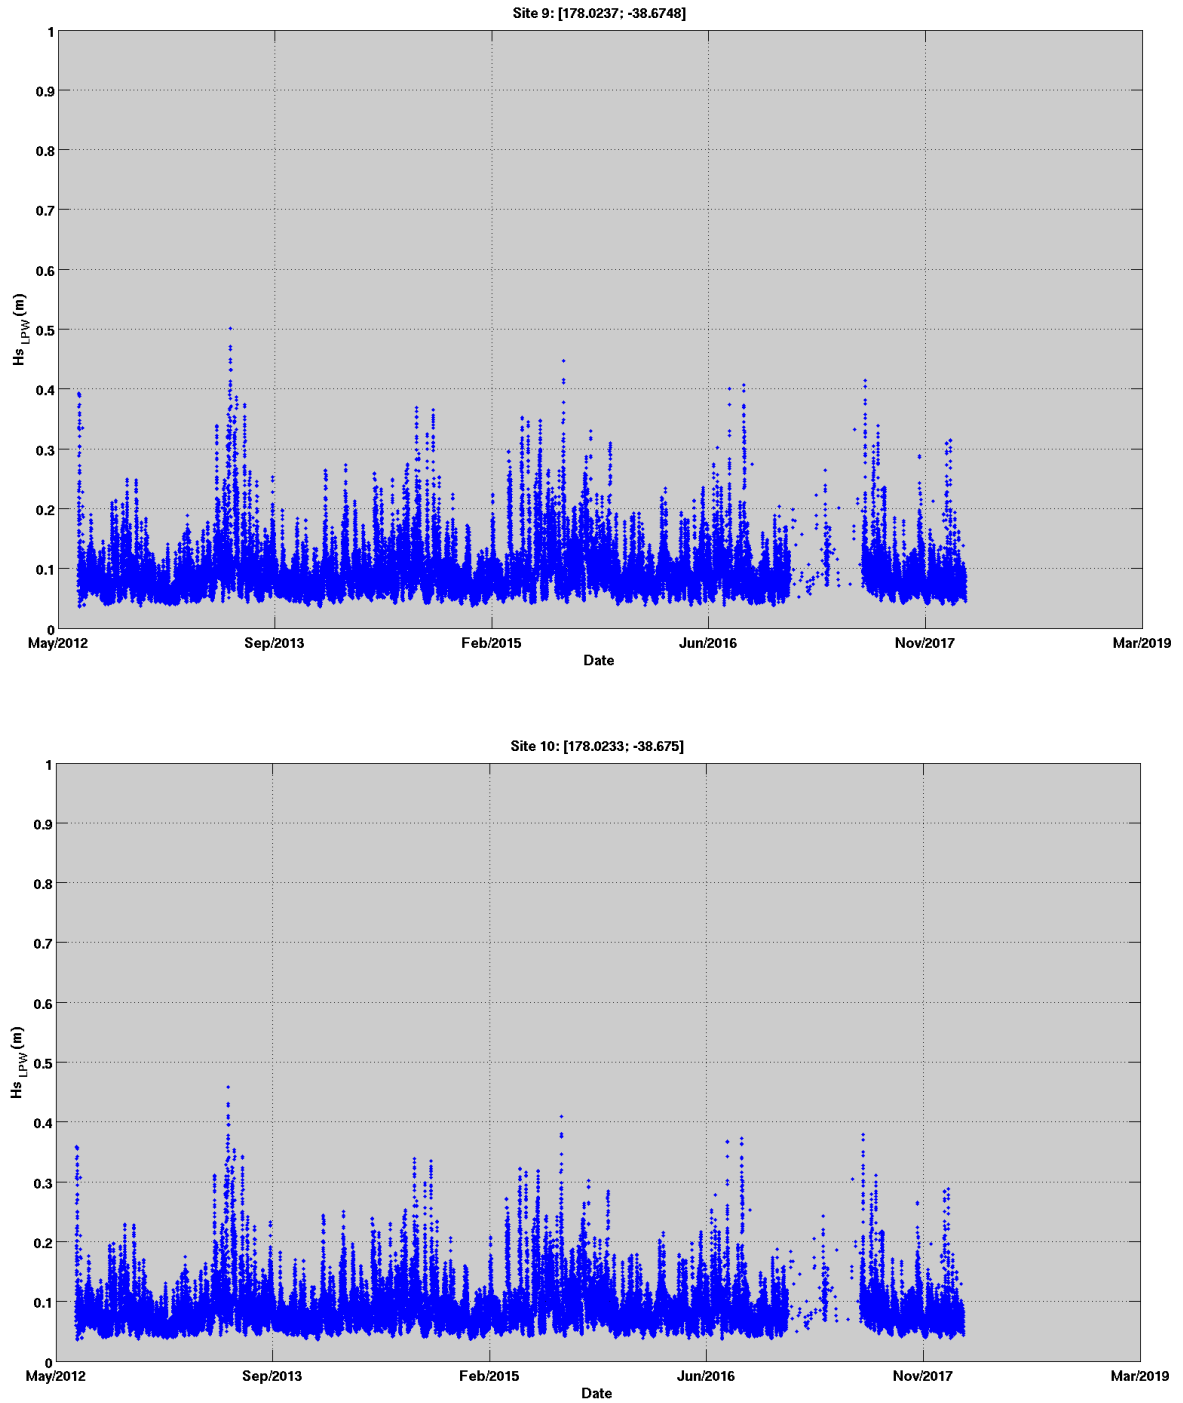 Site 9: [178.0237; -38.6748]
1
0.9
0.8
0.7
0.6
0.5
0.4
0.3
0.2
0.1
0
Hs LPW (m)
May/2012 Sep/2013 Feb/2015 Jun/2016 Nov/2017 Mar/2019
Date
Site 10: [178.0233; -38.675]
1
0.9
0.8
0.7
0.6
0.5
0.4
0.3
0.2
0.1
0
Hs LPW (m)
May/2012 Sep/2013 Feb/2015 Jun/2016 Nov/2017 Mar/2019
Date